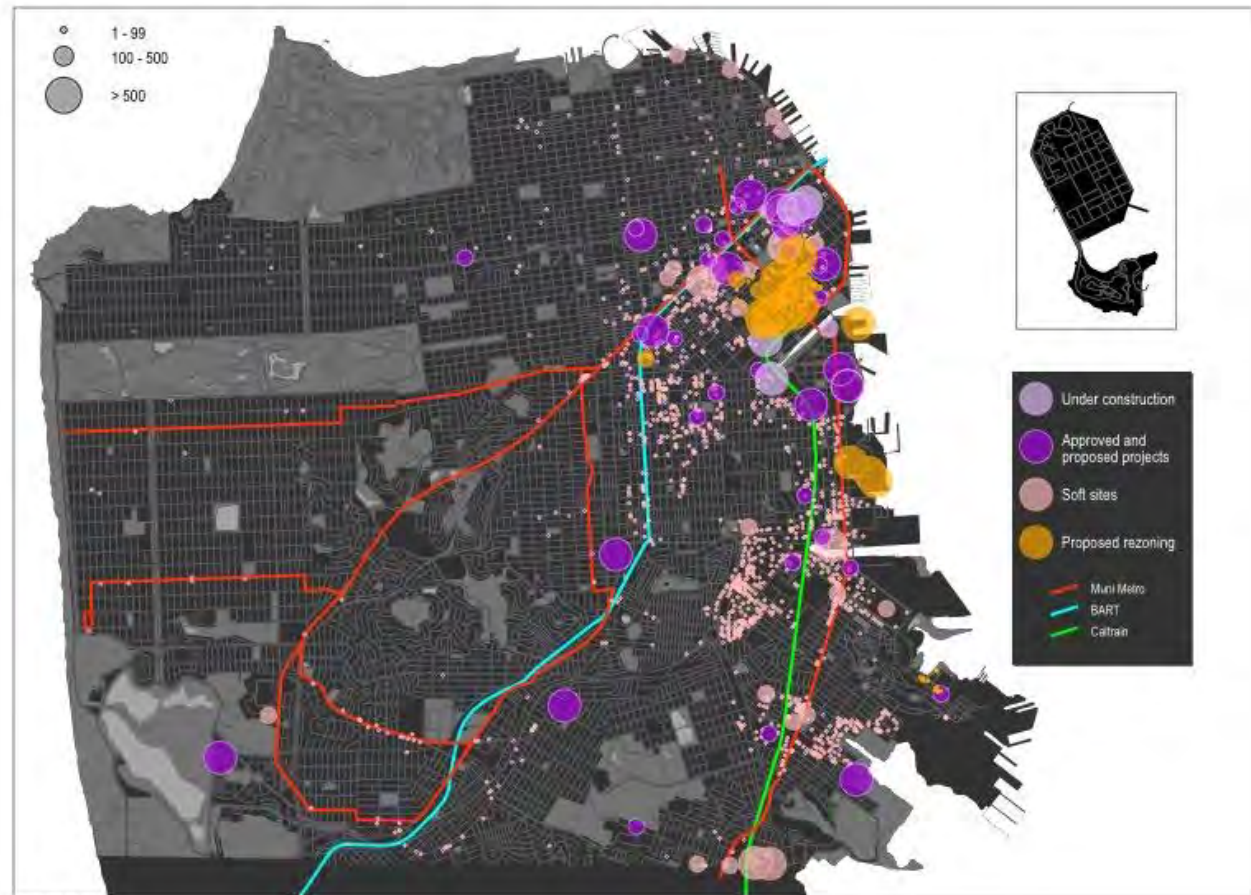 1 - 99
100 - 500
> 500
Under construction
Approved and
proposed projects
Soft sites
Proposed rezoning
Muni Metro
BART
Caltrain